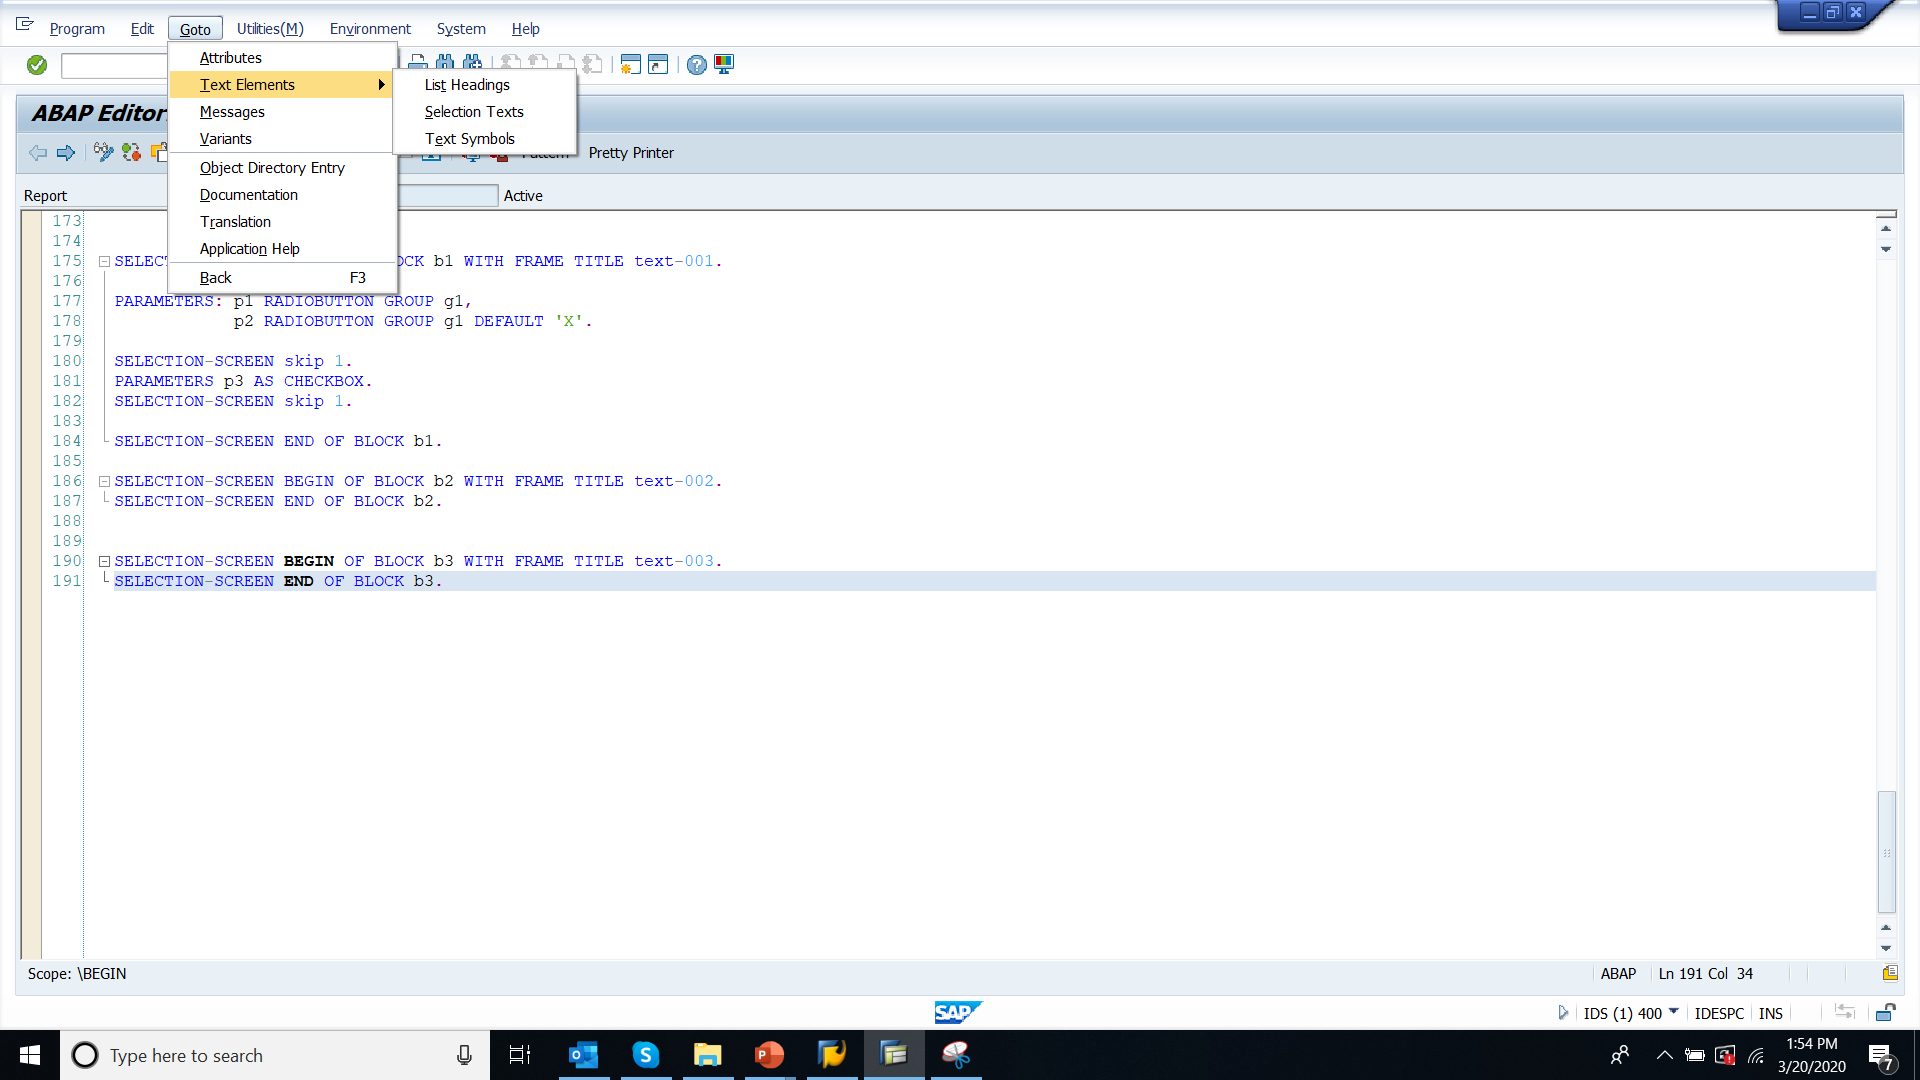 Program Edit Goto Utilities(M) Environment System Help
Attributes
Text Elements
Messages
Variants
Object Directory Entry
Documentation
Translation
Application Help
Back F3
List Headings
Selection Texts
Text Symbols
ABAP Editor
Pattern Pretty Printer
Report Active
173
174
175 SELECT OCK b1 WITH FRAME TITLE text-001.
176
177 PARAMETERS: p1 RADIOBUTTON GROUP g1,
178 p2 RADIOBUTTON GROUP g1 DEFAULT 'X'.
179
180 SELECTION-SCREEN skip 1.
181 PARAMETERS p3 AS CHECKBOX.
182 SELECTION-SCREEN skip 1.
183
184 SELECTION-SCREEN END OF BLOCK b1.
185
186 SELECTION-SCREEN BEGIN OF BLOCK b2 WITH FRAME TITLE text-002.
187 SELECTION-SCREEN END OF BLOCK b2.
188
189
190 SELECTION-SCREEN BEGIN OF BLOCK b3 WITH FRAME TITLE text-003.
191 SELECTION-SCREEN END OF BLOCK b3.
Scope: \BEGIN ABAP Ln 191 Col 34
SAP IDS (1) 400 IDESPC INS
Type here to search
1:54 PM
3/20/2020
7